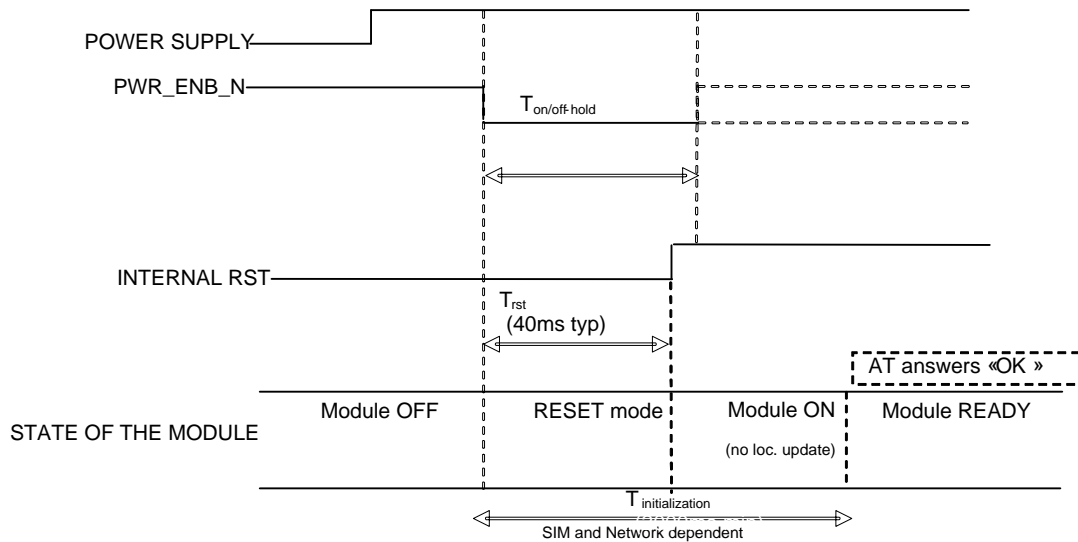 POWER SUPPLY
PWR_ENB_N
Ton/off-hold
INTERNAL RST
Trst
(40ms typ)
AT answers «OK »
Module OFF
RESET mode
Module ON
Module READY
STATE OF THE MODULE
(no loc. update)
T initialization
SIM and Network dependent